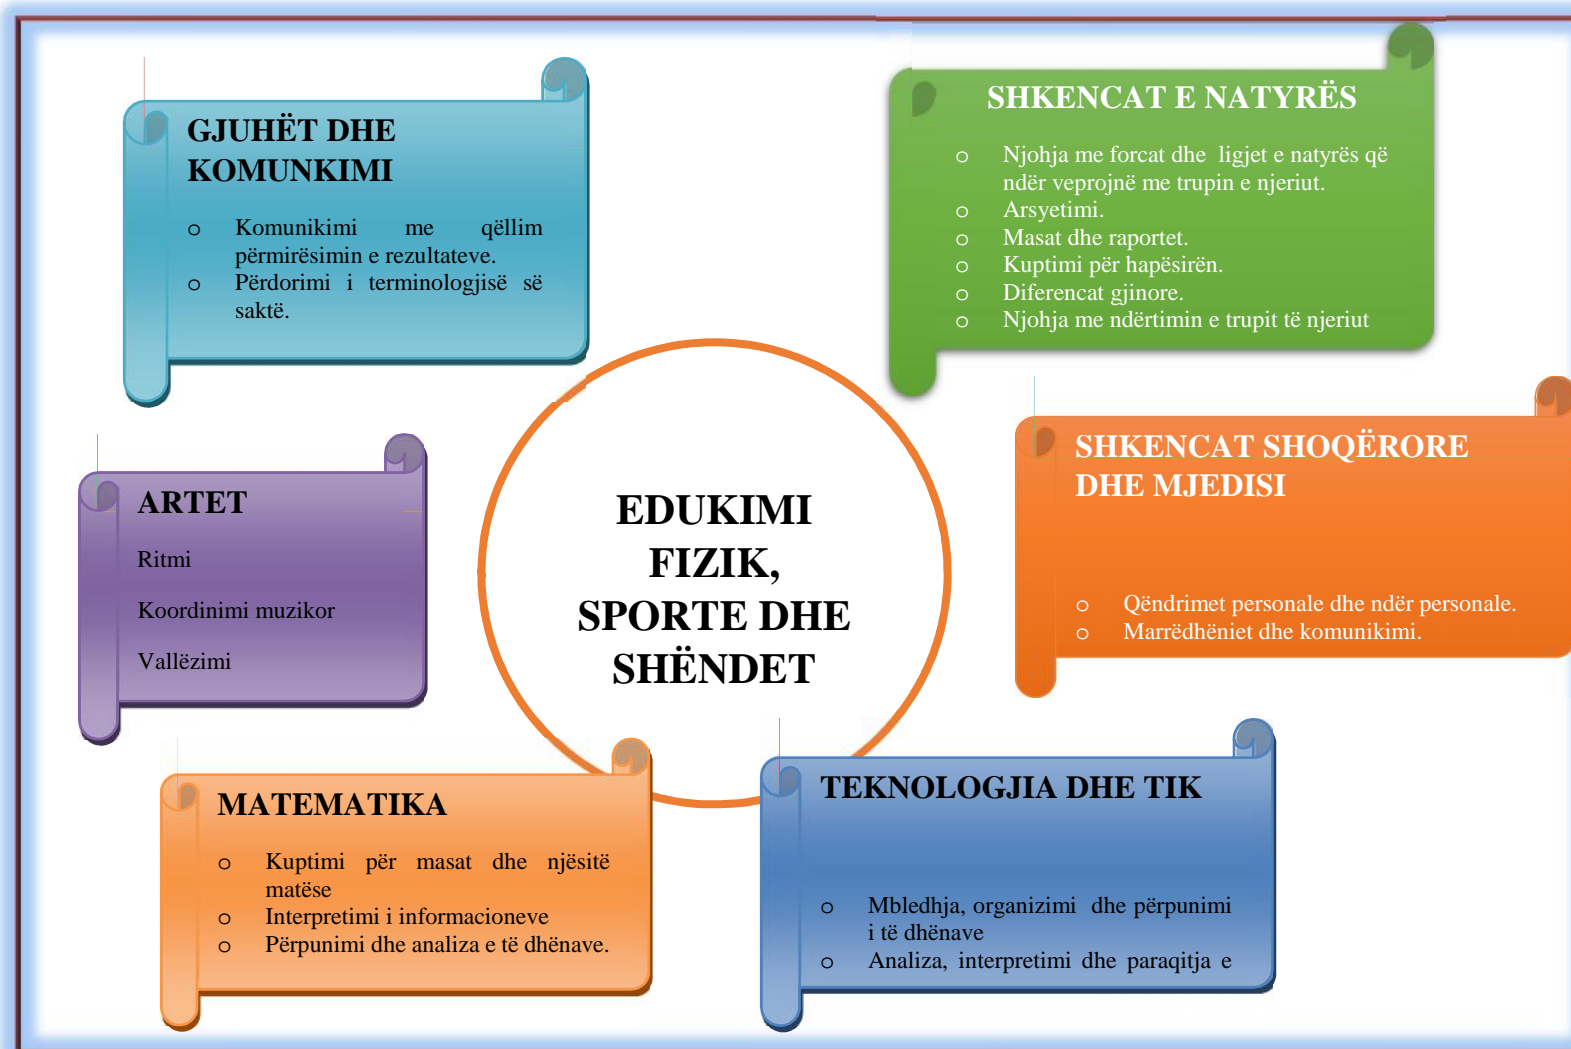 GJUHËT DHE
KOMUNKIMI
o Komunikimi me qëllim
përmirësimin e rezultateve.
o Përdorimi i terminologjisë së
saktë.
SHKENCAT E NATYRËS
o Njohja me forcat dhe ligjet e natyrës që
ndër veprojnë me trupin e njeriut.
o Arsyetimi.
o Masat dhe raportet.
o Kuptimi për hapësirën.
o Diferencat gjinore.
o Njohja me ndërtimin e trupit të njeriut
ARTET
Ritmi
Koordinimi muzikor
Vallëzimi
EDUKIMI
FIZIK,
SPORTE DHE
SHËNDET
SHKENCAT SHOQËRORE
DHE MJEDISI
o Qëndrimet personale dhe ndër personale.
o Marrëdhëniet dhe komunikimi.
MATEMATIKA
o Kuptimi për masat dhe njësitë
matëse
o Interpretimi i informacioneve
o Përpunimi dhe analiza e të dhënave.
TEKNOLOGJIA DHE TIK
o Mbledhja, organizimi dhe përpunimi
i të dhënave
o Analiza, interpretimi dhe paraqitja e